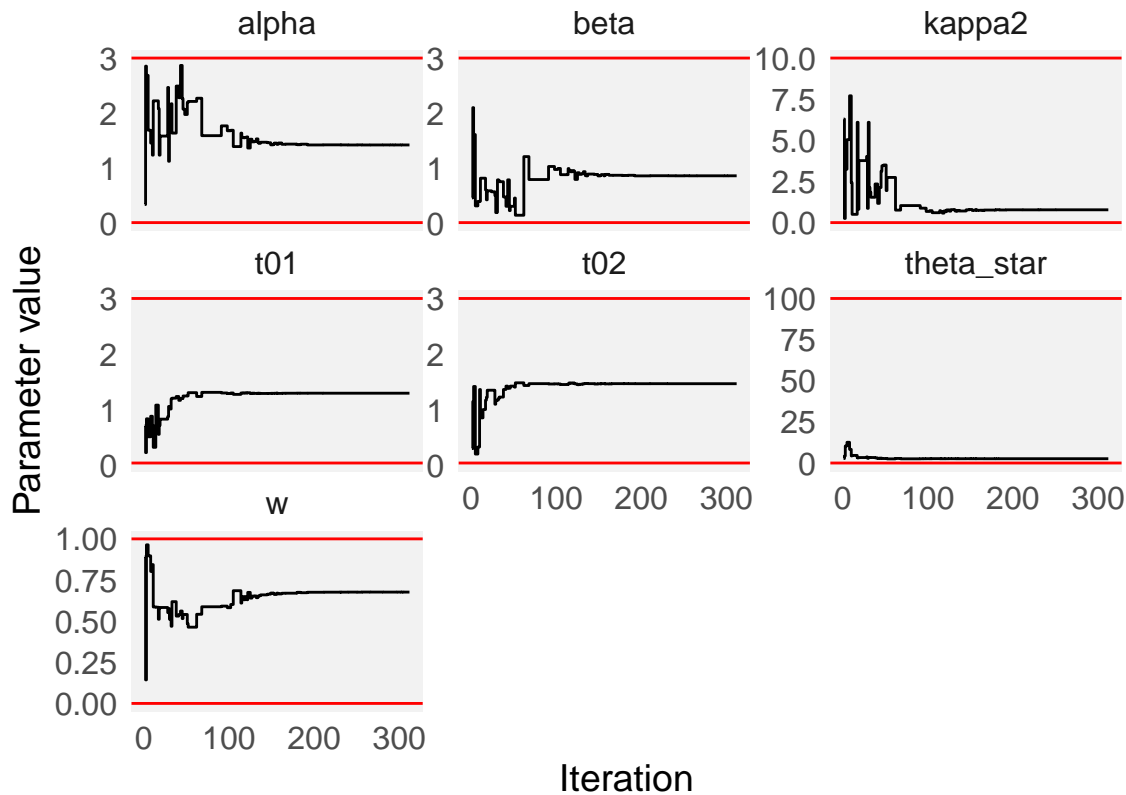 alpha beta kappa2
3 3 10.0
2 2 7.5
5.0
1 1 2.5
0 0 0.0
t01 t02 theta_star
3 3 100
2 2 75
50
1 1 25
0 0 0
0 100 200 300 0 100 200 300
w
1.00
0.75
0.50
0.25
0.00
0 100 200 300
Parameter value
Iteration